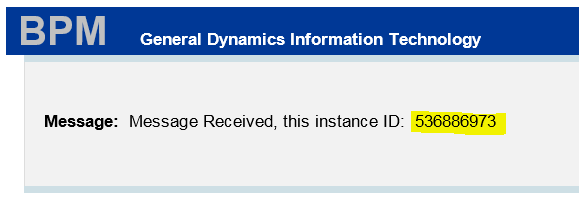 BPM General Dynamics Information Technology
Message: Message Received, this instance ID: 536886973